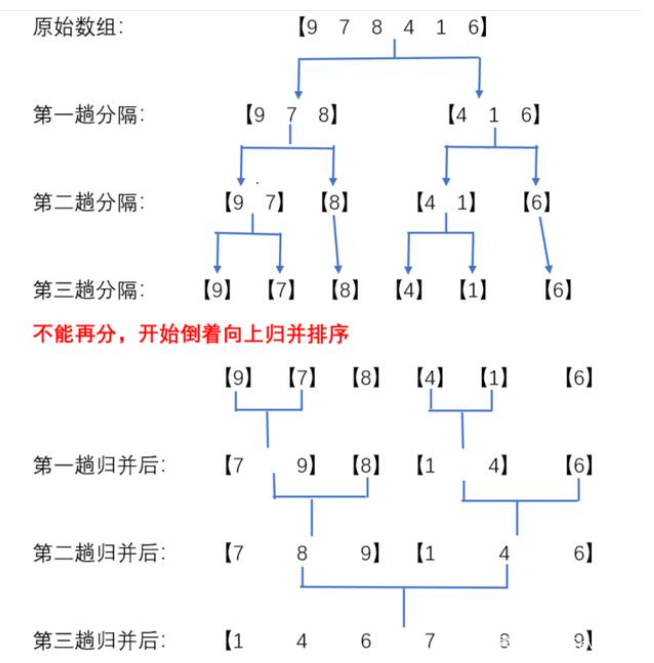 原始数组： 【9 7 8 4 1 6】
第一趟分隔： 【9 7 8】 【4 1 6】
第二趟分隔： 【9 7】 【8】 【4 1】 【6】
第三趟分隔： 【9】 【7】 【8】 【4】 【1】 【6】
不能再分，开始倒着向上归并排序
【9】 【7】 【8】 【4】 【1】 【6】
第一趟归并后： 【7 9】 【8】 【1 4】 【6】
第二趟归并后： 【7 8 9】 【1 4 6】
第三趟归并后： 【1 4 6 7 8 9】